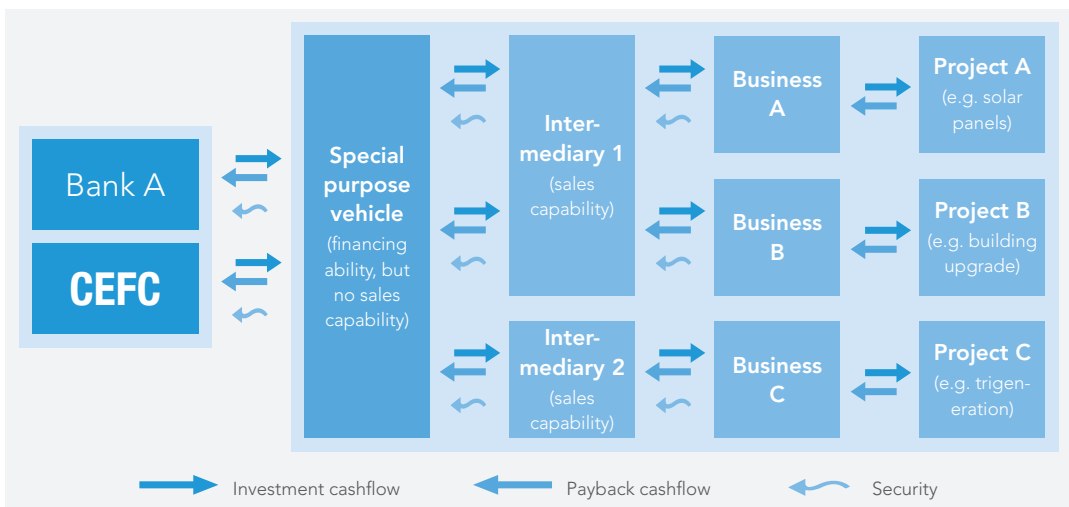 Bank A
CEFC
Special
purpose
vehicle
(financing
ability, but
no sales
capability)
Inter-
mediary 1
(sales
capability)
Inter-
mediary 2
(sales
capability)
Business
A
Business
B
Business
C
Project A
(e.g. solar
panels)
Project B
(e.g. building
upgrade)
Project C
(e.g. trigen-
eration)
Investment cashflow
Payback cashflow
Security